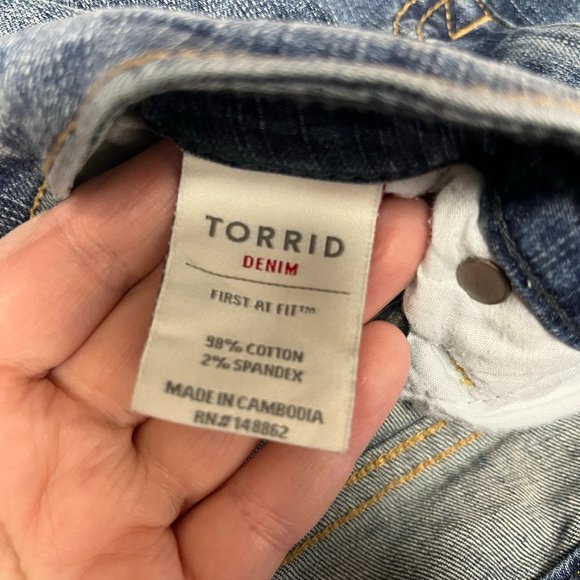 TORRID
DENIM
FIRST AT FIT™
98% COTTON
2% SPANDEX
MADE IN CAMBODIA
RN#148862